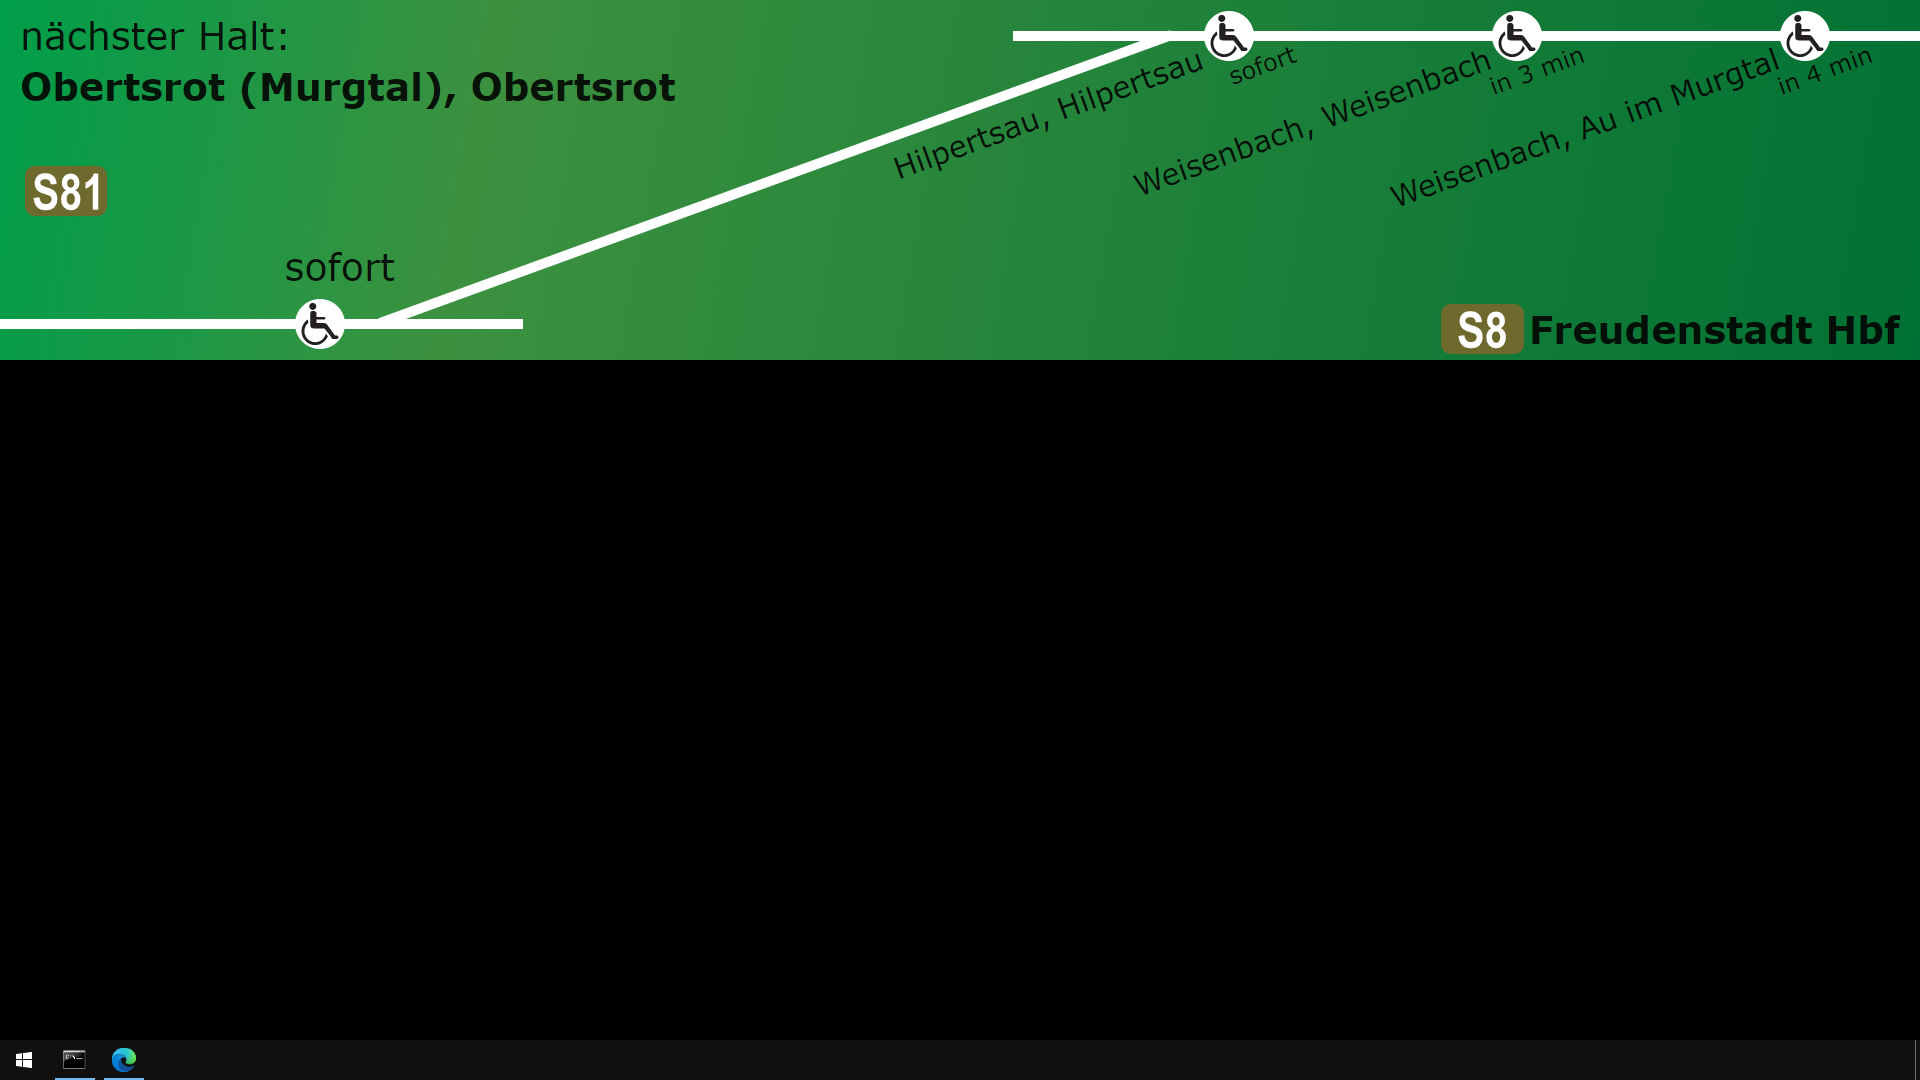 nächster Halt:
Obertsrot (Murgtal), Obertsrot
S81
sofort
Hilpertsau, Hilpertsau
sofort
Weisenbach, Weisenbach
in 3 min
Weisenbach, Au im Murgtal
in 4 min
S8 Freudenstadt Hbf